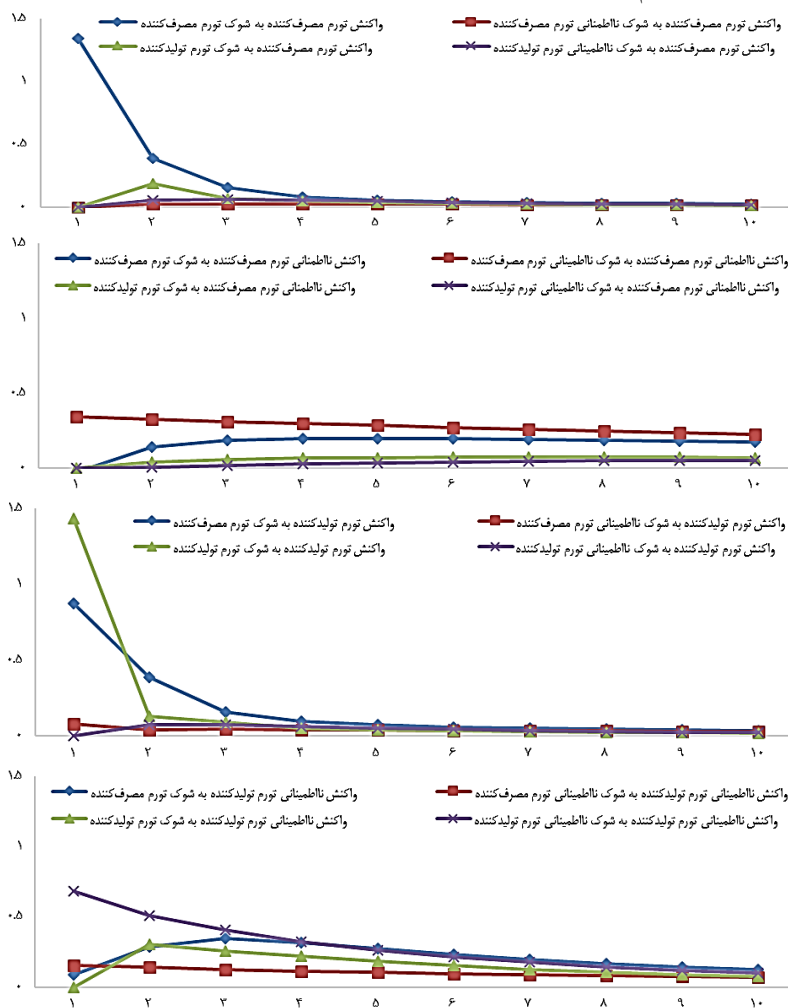 ۱.۵
واکنش تورم مصرف‌کننده به شوک تورم مصرف‌کننده
واکنش تورم مصرف‌کننده به شوک نااطمنانی تورم مصرف‌کننده
واکنش تورم مصرف‌کننده به شوک تورم تولیدکننده
واکنش تورم مصرف‌کننده به شوک نااطمینانی تورم تولیدکننده
۱
۰.۵
۰
۱ ۲ ۳ ۴ ۵ ۶ ۷ ۸ ۹ ۱۰
۱.۵
واکنش نااطمنانی تورم مصرف‌کننده به شوک تورم مصرف‌کننده
واکنش نااطمنانی تورم مصرف‌کننده به شوک نااطمینانی تورم مصرف‌کننده
واکنش نااطمنانی تورم مصرف‌کننده به شوک تورم تولیدکننده
واکنش نااطمنانی تورم مصرف‌کننده به شوک نااطمینانی تورم تولیدکننده
۱
۰.۵
۰
۱ ۲ ۳ ۴ ۵ ۶ ۷ ۸ ۹ ۱۰
۱.۵
واکنش تورم تولیدکننده به شوک تورم مصرف‌کننده
واکنش تورم تولیدکننده به شوک نااطمینانی تورم مصرف‌کننده
واکنش تورم تولیدکننده به شوک تورم تولیدکننده
واکنش تورم تولیدکننده به شوک نااطمینانی تورم تولیدکننده
۱
۰.۵
۰
۱ ۲ ۳ ۴ ۵ ۶ ۷ ۸ ۹ ۱۰
۱.۵
واکنش نااطمینانی تورم تولیدکننده به شوک تورم مصرف‌کننده
واکنش نااطمینانی تورم تولیدکننده به شوک نااطمینانی تورم مصرف‌کننده
واکنش نااطمینانی تورم تولیدکننده به شوک تورم تولیدکننده
واکنش نااطمینانی تورم تولیدکننده به شوک نااطمینانی تورم تولیدکننده
۱
۰.۵
۰
۱ ۲ ۳ ۴ ۵ ۶ ۷ ۸ ۹ ۱۰